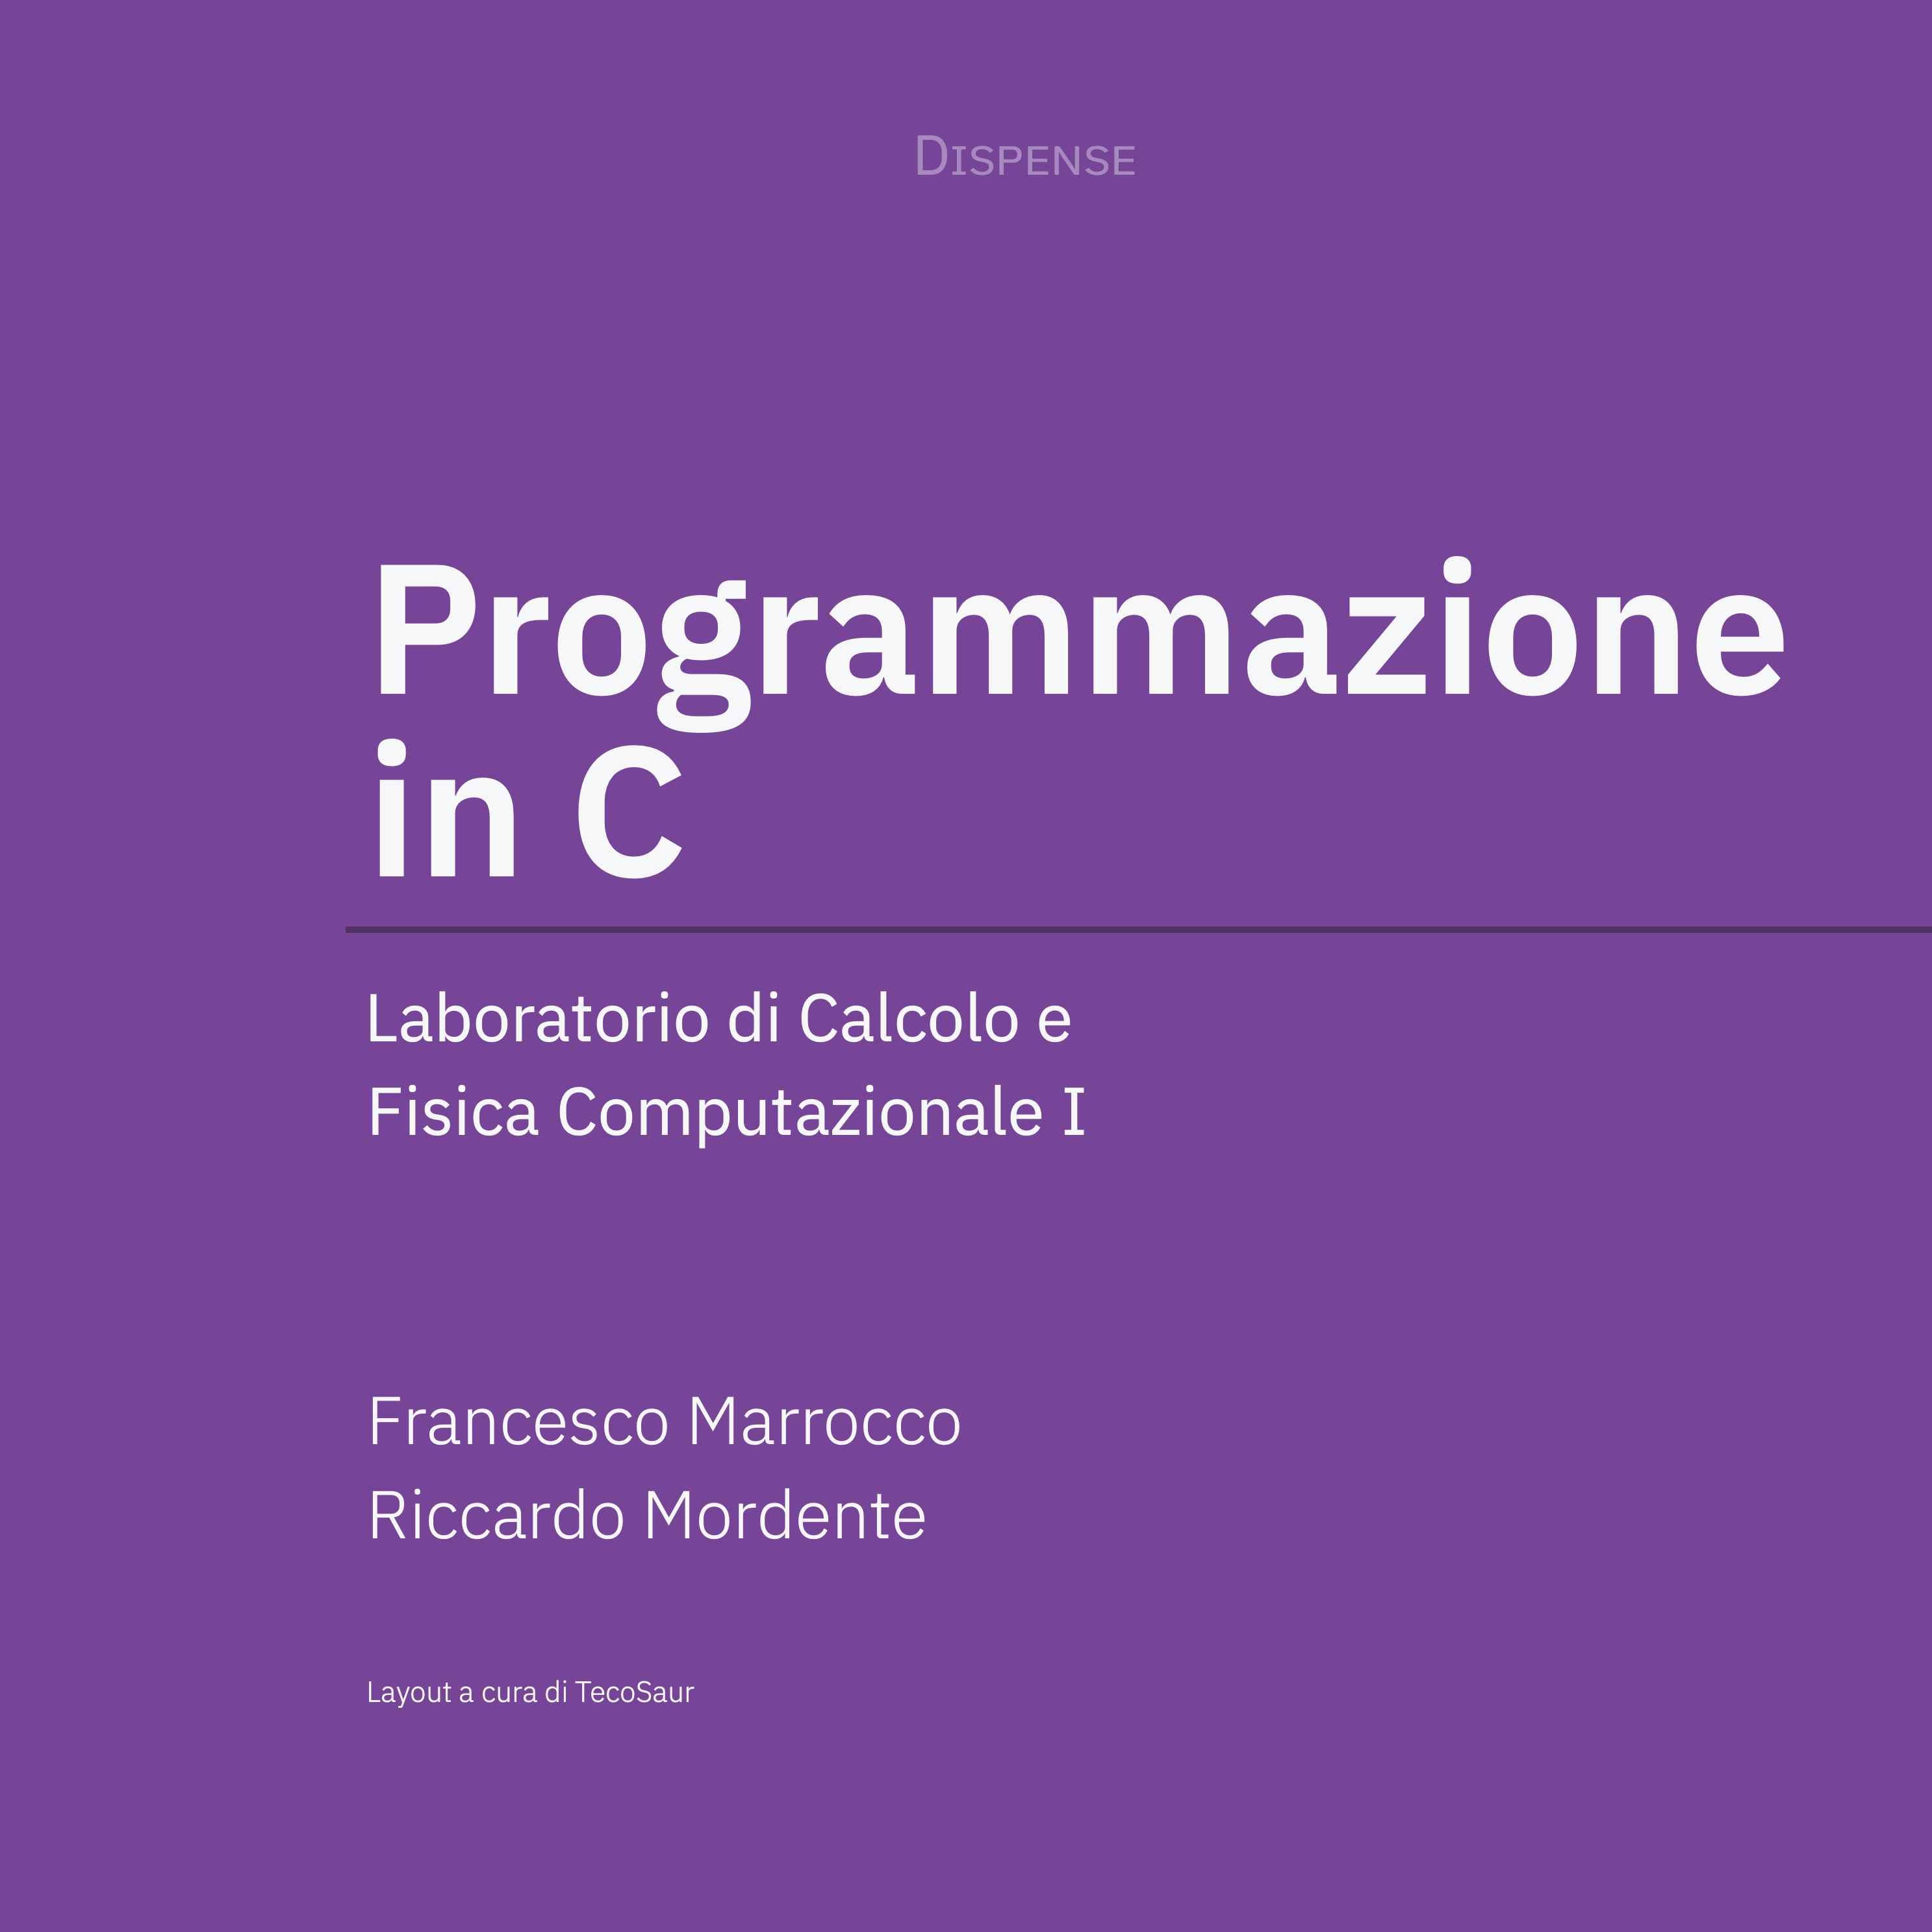 Dispense
Programmazione
in C
Laboratorio di Calcolo e
Fisica Computazionale I
Francesco Marrocco
Riccardo Mordente
Layout a cura di TecoSaur